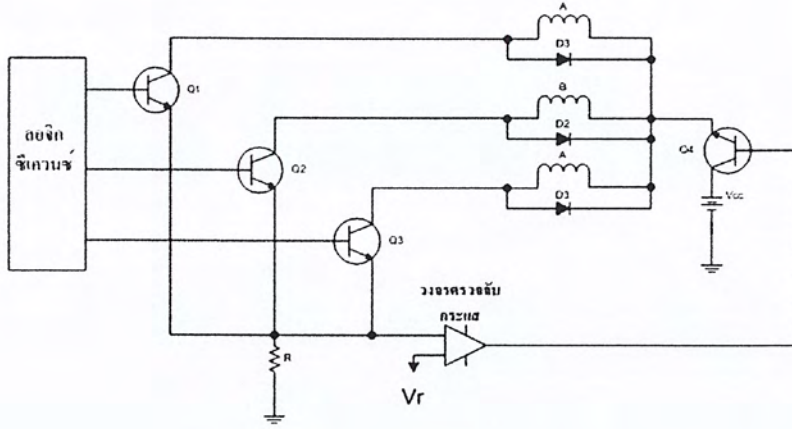 A
D3
Q1
ลอจิก
ซีเควนซ์
B
D2
Q2
Q4
A
D3
Vcc
Q3
วงจรตรวจจับ
กระแส
R
Vr